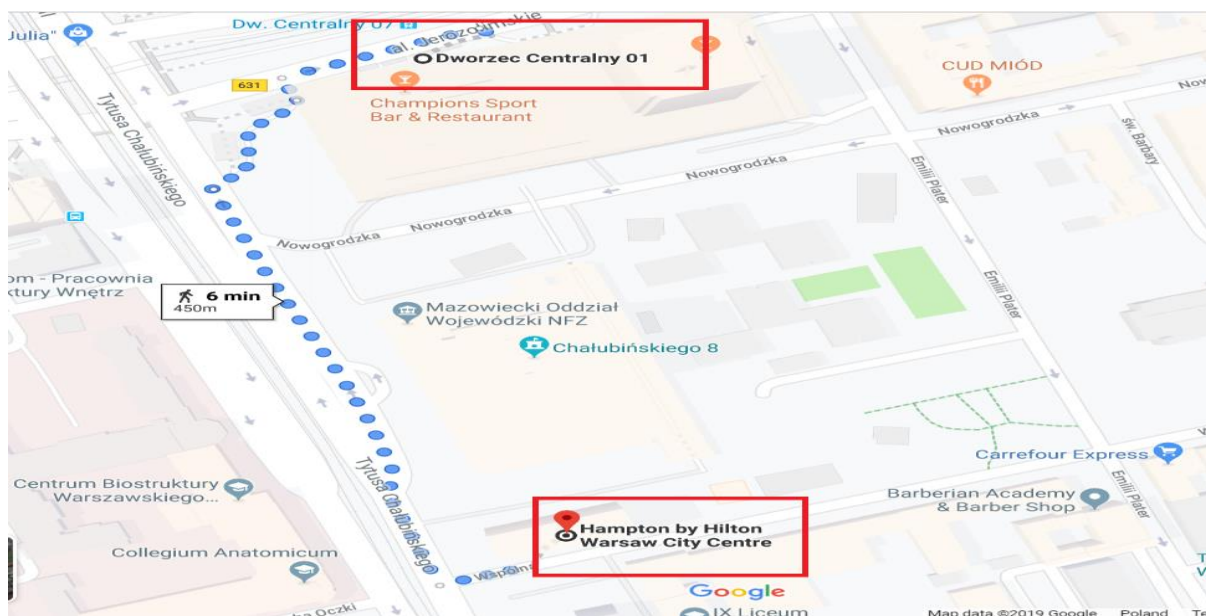 Dw. Centralny 07
Julia"
al. Jerozolimskie
Dworzec Centralny 01
CUD MIÓD
631
Champions Sport
Bar & Restaurant
Tytusa Chałubińskiego
Nowogrodzka
św. Barbary
Nowogrodzka
Emilii Plater
Nowogrodzka
Nowogrodzka
om - Pracownia
ktury Wnętrz
6 min
450m
Mazowiecki Oddział
Wojewódzki NFZ
Emilii Plater
Chałubińskiego 8
Carrefour Express
Centrum Biostruktury
Warszawskiego...
Tytusa Chałubińskiego
Barberian Academy
& Barber Shop
Emilii Plater
Hampton by Hilton
Warsaw City Centre
Collegium Anatomicum
Wspólna
Google
IX Liceum
Oczki
Map data ©2019 Google Poland